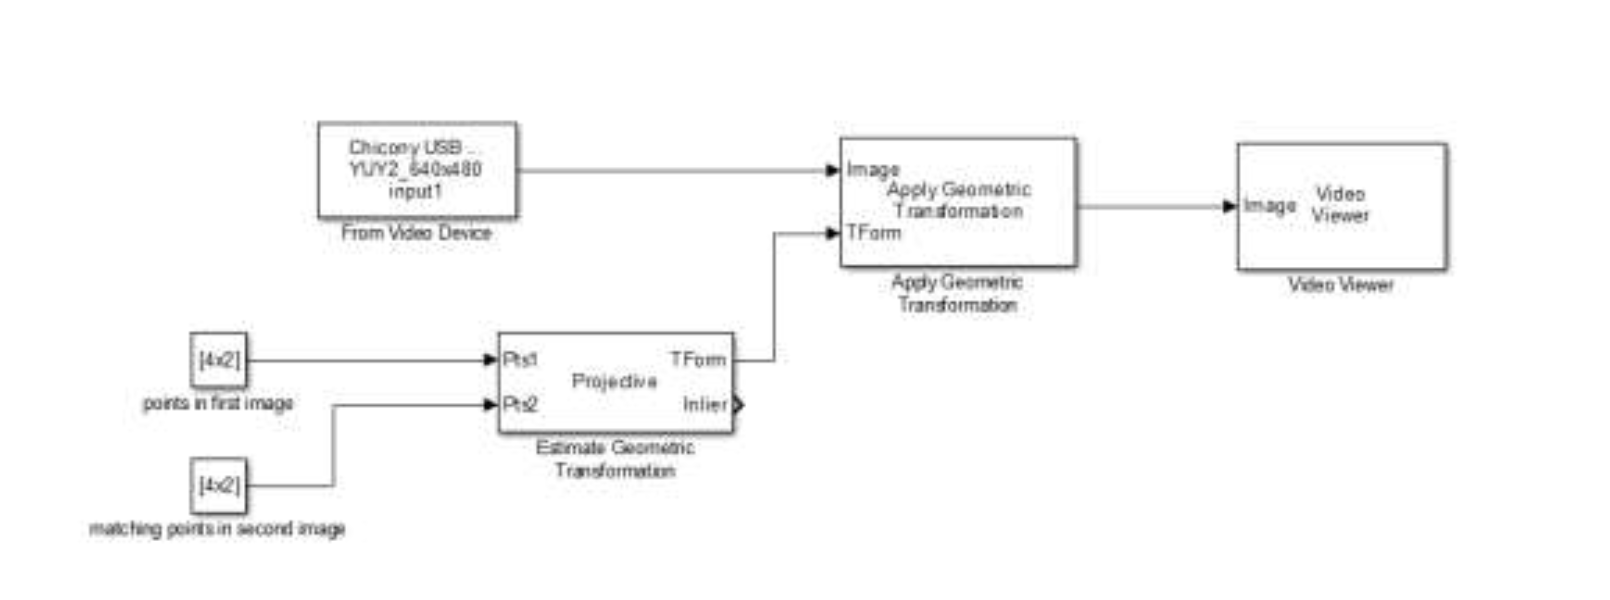 Chicony USB ...
YUY2_640x480
input1
From Video Device
Image
Apply Geometric
Transformation
TForm
Apply Geometric
Transformation
Image
Video
Viewer
Video Viewer
[4x2]
points in first image
[4x2]
matching points in second image
Pts1
TForm
Projective
Pts2
Inlier
Estimate Geometric
Transformation